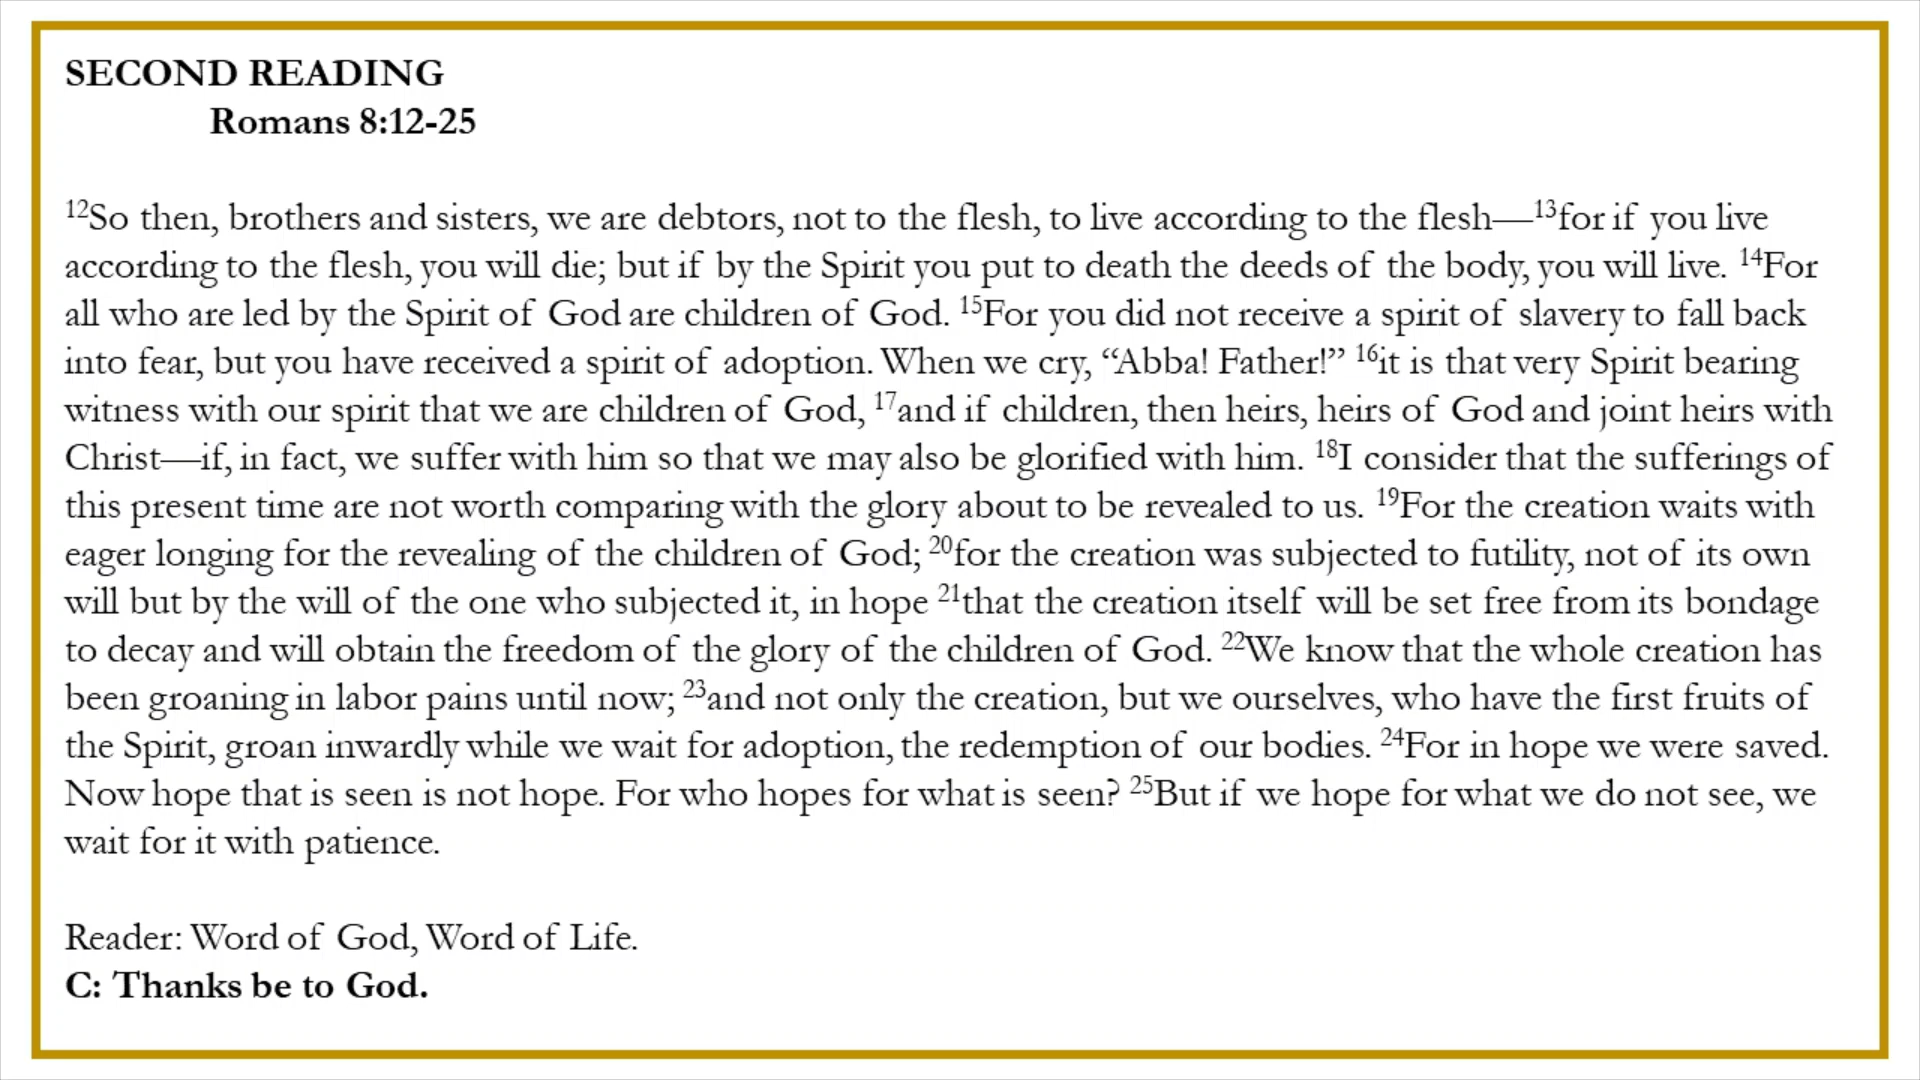 SECOND READING
Romans 8:12-25
12So then, brothers and sisters, we are debtors, not to the flesh, to live according to the flesh—13for if you live
according to the flesh, you will die; but if by the Spirit you put to death the deeds of the body, you will live. 14For
all who are led by the Spirit of God are children of God. 15For you did not receive a spirit of slavery to fall back
into fear, but you have received a spirit of adoption. When we cry, “Abba! Father!” 16it is that very Spirit bearing
witness with our spirit that we are children of God, 17and if children, then heirs, heirs of God and joint heirs with
Christ—if, in fact, we suffer with him so that we may also be glorified with him. 18I consider that the sufferings of
this present time are not worth comparing with the glory about to be revealed to us. 19For the creation waits with
eager longing for the revealing of the children of God; 20for the creation was subjected to futility, not of its own
will but by the will of the one who subjected it, in hope 21that the creation itself will be set free from its bondage
to decay and will obtain the freedom of the glory of the children of God. 22We know that the whole creation has
been groaning in labor pains until now; 23and not only the creation, but we ourselves, who have the first fruits of
the Spirit, groan inwardly while we wait for adoption, the redemption of our bodies. 24For in hope we were saved.
Now hope that is seen is not hope. For who hopes for what is seen? 25But if we hope for what we do not see, we
wait for it with patience.
Reader: Word of God, Word of Life.
C: Thanks be to God.